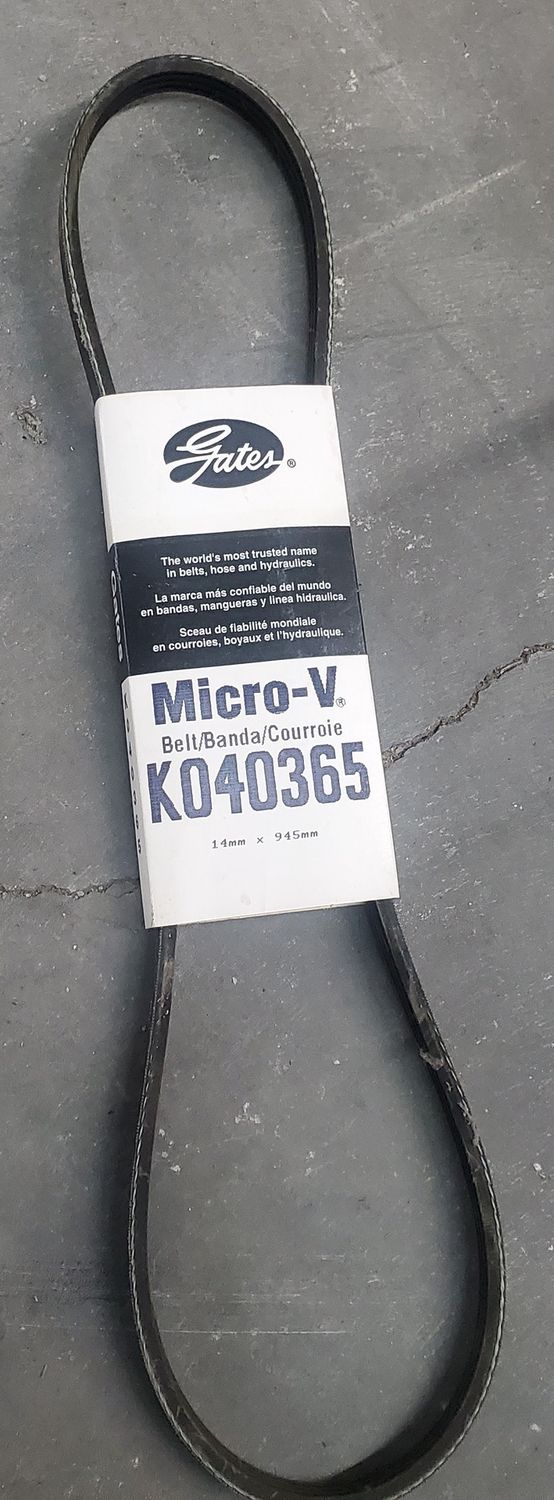 Gates®
The world's most trusted name
in belts, hose and hydraulics.
La marca más confiable del mundo
en bandas, mangueras y linea hidraulica.
Sceau de fiabilité mondiale
en courroies, boyaux et l'hydraulique.
Micro-V®
Belt/Banda/Courroie
K040365
14mm x 945mm